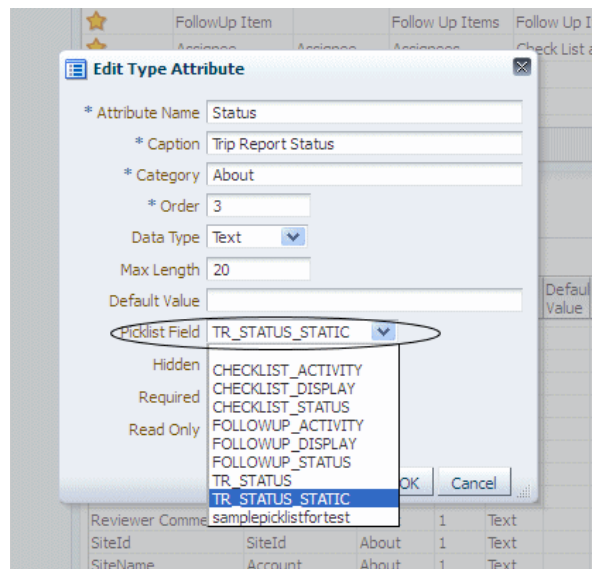 FollowUp Item Follow Up Items Follow Up I
Assignee Assignee Assignees Check List a
Edit Type Attribute
* Attribute Name Status
* Caption Trip Report Status
* Category About
* Order 3
Data Type Text
Max Length 20
Default Value
Defaul
Value
Picklist Field TR_STATUS_STATIC
Hidden
Required
Read Only
CHECKLIST_ACTIVITY
CHECKLIST_DISPLAY
CHECKLIST_STATUS
FOLLOWUP_ACTIVITY
FOLLOWUP_DISPLAY
FOLLOWUP_STATUS
TR_STATUS
TR_STATUS_STATIC
samplepicklistfortest
OK Cancel
Reviewer Comme 1 Text
SiteId SiteId About 1 Text
SiteName Account About 1 Text